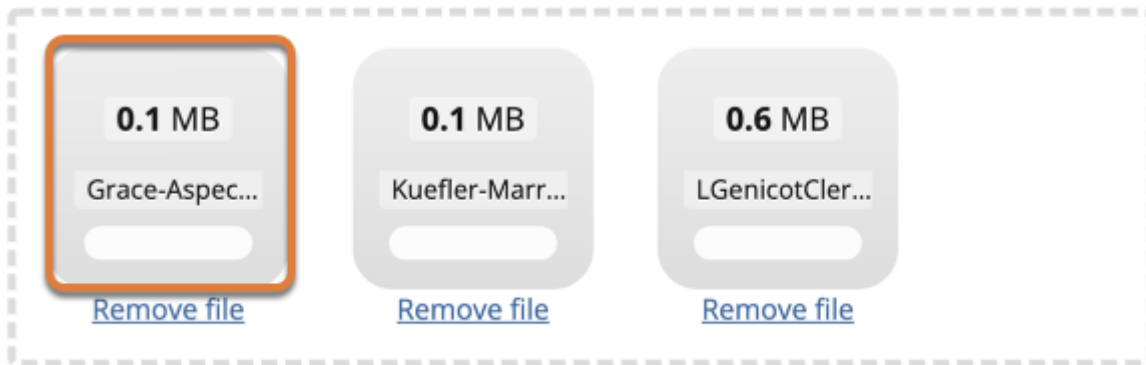 0.1 MB
Grace-Aspec...
Remove file
0.1 MB
Kuefler-Marr...
Remove file
0.6 MB
LGenicotCler...
Remove file